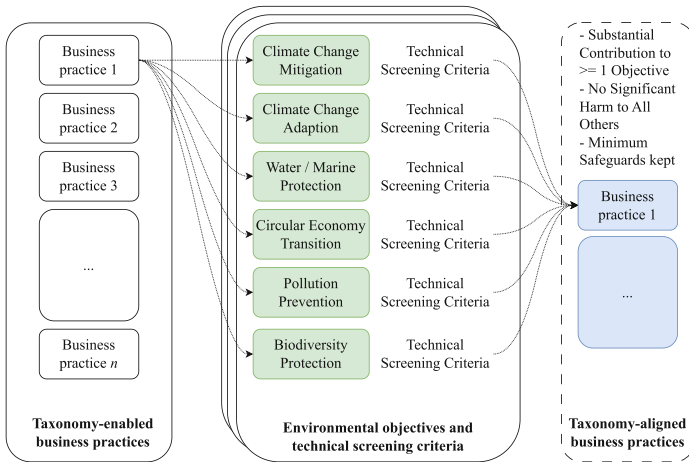 Business
practice 1
Business
practice 2
Business
practice 3
...
Business
practice n
Taxonomy-enabled
business practices
Climate Change
Mitigation
Technical
Screening Criteria
Climate Change
Adaption
Technical
Screening Criteria
Water / Marine
Protection
Technical
Screening Criteria
Circular Economy
Transition
Technical
Screening Criteria
Pollution
Prevention
Technical
Screening Criteria
Biodiversity
Protection
Technical
Screening Criteria
Environmental objectives and
technical screening criteria
- Substantial
Contribution to
>= 1 Objective
- No Significant
Harm to All
Others
- Minimum
Safeguards kept
Business
practice 1
...
Taxonomy-aligned
business practices